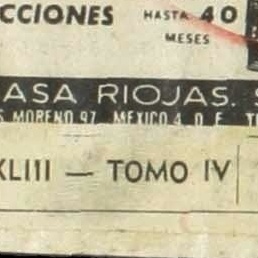 CCIONES HASTA 40
MESES
ASA RIOJAS. S
S MORENO 97, MEXICO 4, D. F. T
XLIII — TOMO IV